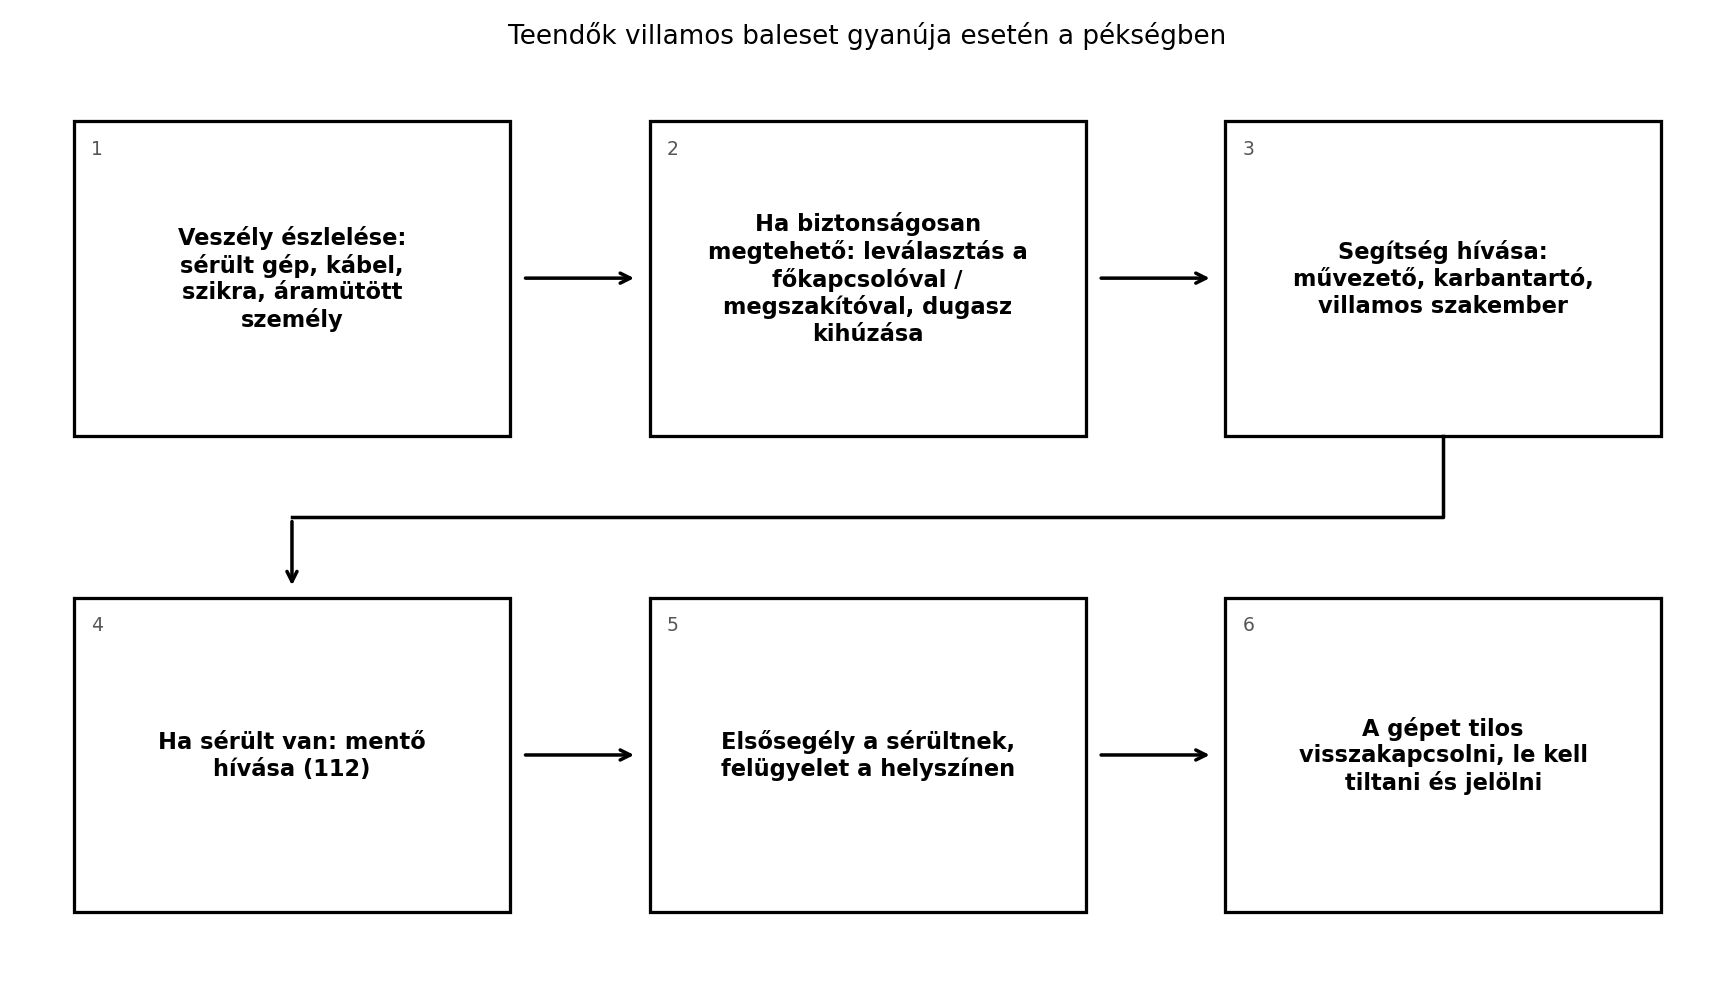 Teendők villamos baleset gyanúja esetén a pékségben
1
Veszély észlelése:
sérült gép, kábel,
szikra, áramütött
személy
2
Ha biztonságosan
megtehető: leválasztás a
főkapcsolóval /
megszakítóval, dugasz
kihúzása
3
Segítség hívása:
művezető, karbantartó,
villamos szakember
4
Ha sérült van: mentő
hívása (112)
5
Elsősegély a sérültnek,
felügyelet a helyszínen
6
A gépet tilos
visszakapcsolni, le kell
tiltani és jelölni